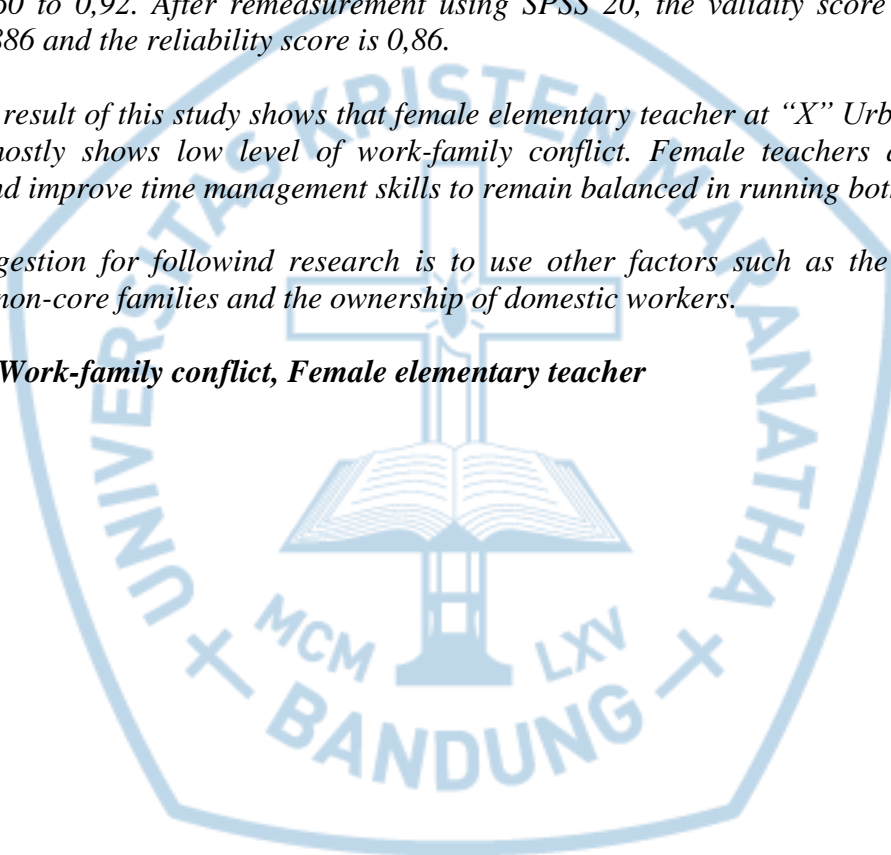 60 to 0,92. After remeasurement using SPSS 20, the validity score
886 and the reliability score is 0,86.
result of this study shows that female elementary teacher at “X” Urb
mostly shows low level of work-family conflict. Female teachers a
nd improve time management skills to remain balanced in running bot
gestion for followind research is to use other factors such as the
non-core families and the ownership of domestic workers.
Work-family conflict, Female elementary teacher
UNIVERSITAS KRISTEN MARANATHA
MCM LXV
BANDUNG